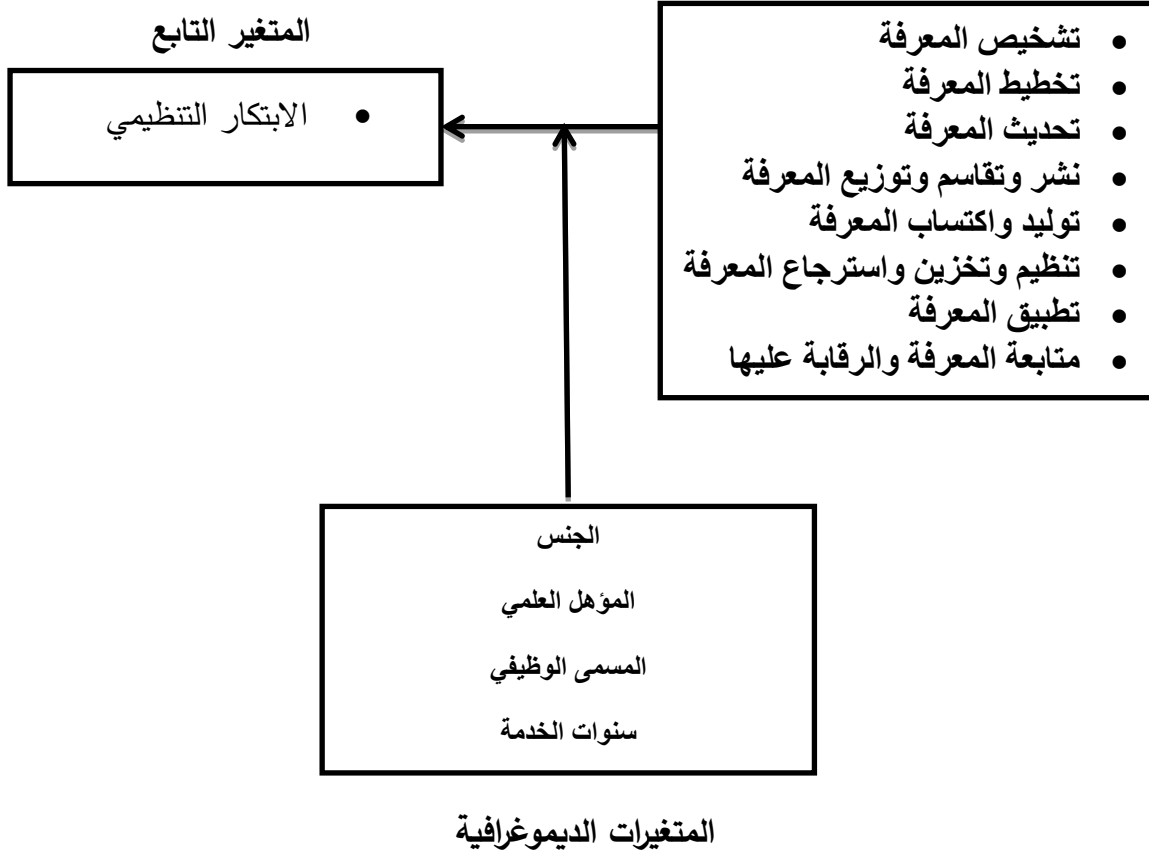 تشخيص المعرفة
تخطيط المعرفة
تحديث المعرفة
نشر وتقاسم وتوزيع المعرفة
توليد واكتساب المعرفة
تنظيم وتخزين واسترجاع المعرفة
تطبيق المعرفة
متابعة المعرفة والرقابة عليها
المتغير التابع
الابتكار التنظيمي
الجنس
المؤهل العلمي
المسمى الوظيفي
سنوات الخدمة
المتغيرات الديموغرافية